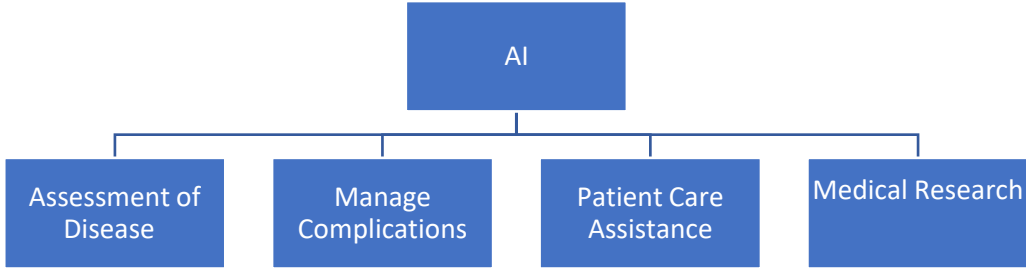 AI
Assessment of
Disease
Manage
Complications
Patient Care
Assistance
Medical Research